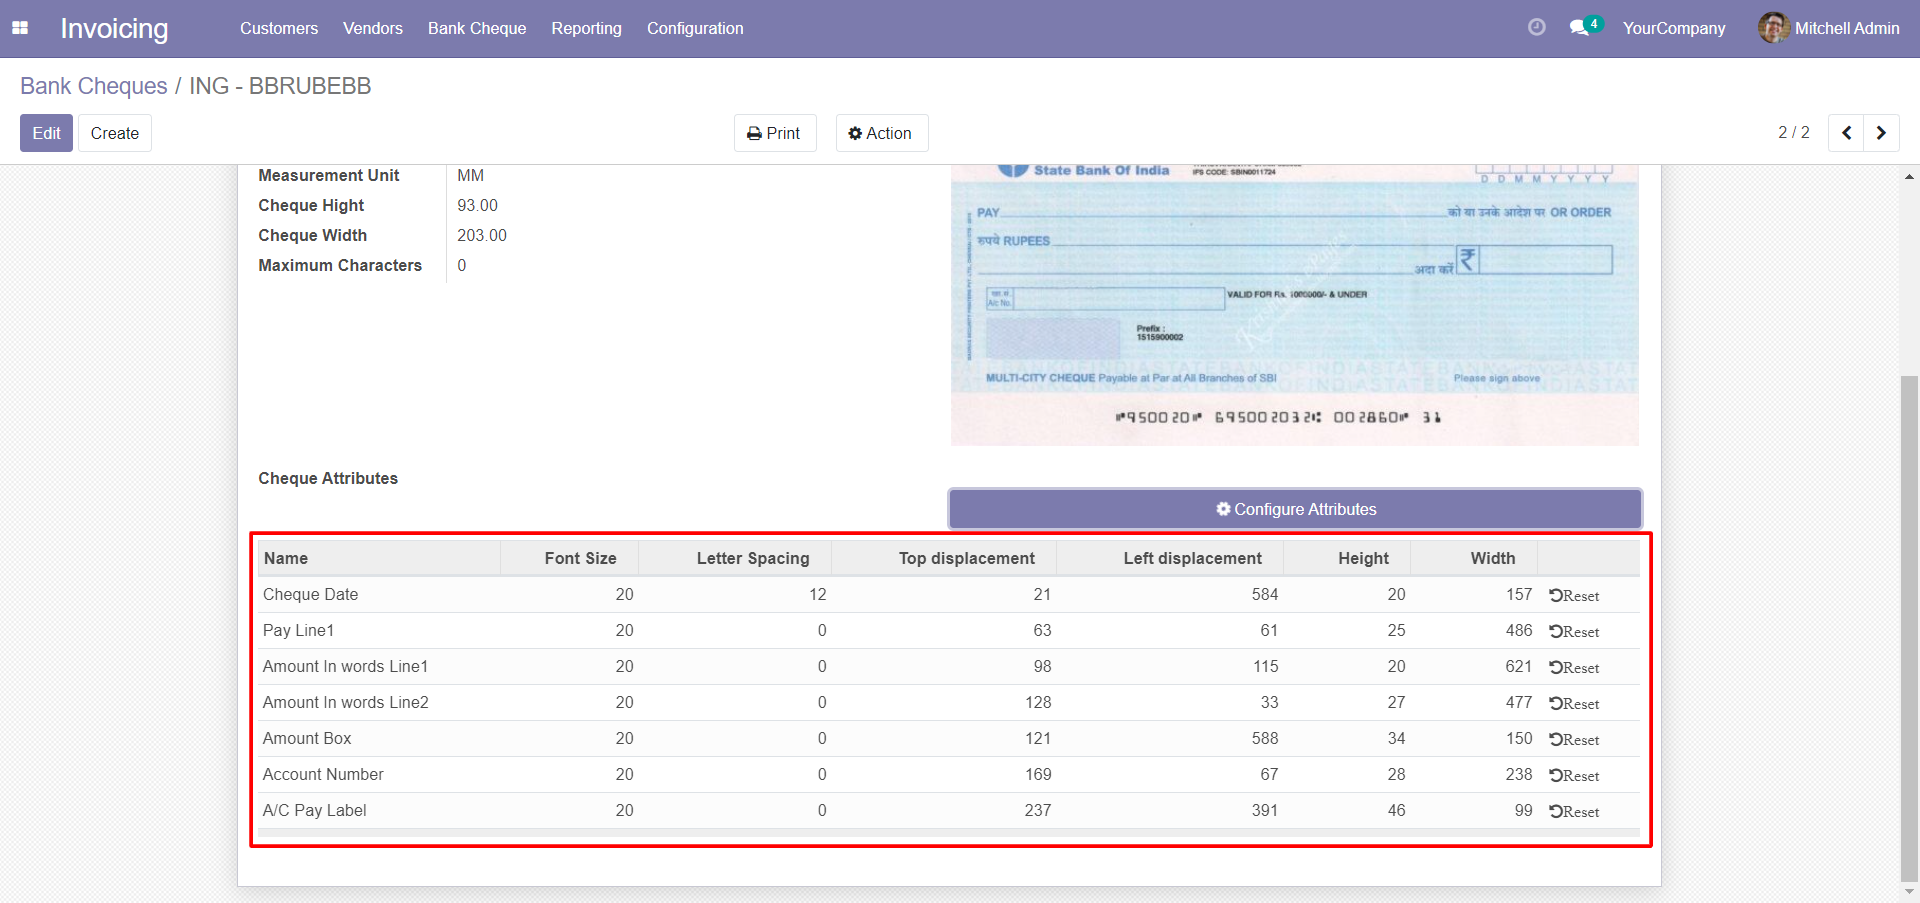 Invoicing Customers Vendors Bank Cheque Reporting Configuration 4 YourCompany Mitchell Admin
Bank Cheques / ING - BBRUBEBB
Edit Create Print Action 2 / 2
Measurement Unit MM
Cheque Hight 93.00
Cheque Width 203.00
Maximum Characters 0
State Bank Of India
IFS CODE: SBIN0011724
D D M M Y Y Y Y
PAY को या उनके आदेश पर OR ORDER
रुपये RUPEES
अदा करें ₹
A/c No.
VALID FOR Rs. 1000000/- & UNDER
Prefix :
1515900002
MULTI-CITY CHEQUE Payable at Par at All Branches of SBI Please sign above
⑈950020⑈ 695002032⑆ 002860⑈ 31
Cheque Attributes
Configure Attributes
Name Font Size Letter Spacing Top displacement Left displacement Height Width
Cheque Date 20 12 21 584 20 157 Reset
Pay Line1 20 0 63 61 25 486 Reset
Amount In words Line1 20 0 98 115 20 621 Reset
Amount In words Line2 20 0 128 33 27 477 Reset
Amount Box 20 0 121 588 34 150 Reset
Account Number 20 0 169 67 28 238 Reset
A/C Pay Label 20 0 237 391 46 99 Reset